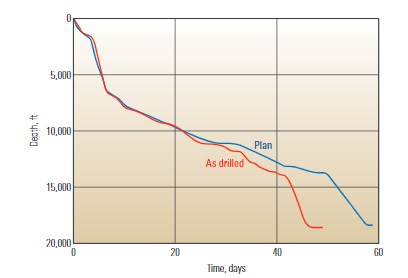 0
5,000
10,000
15,000
20,000
Depth, ft
Plan
As drilled
0
20
40
60
Time, days